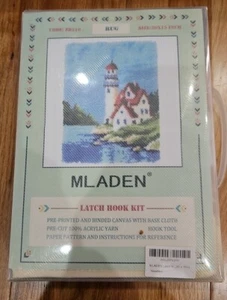 RUG
MLADEN®
LATCH HOOK KIT
PRE-PRINTED AND BINDED CANVAS WITH BASE CLOTH
PRE-CUT 100% ACRYLIC YARN HOOK TOOL
PAPER PATTERN AND INSTRUCTIONS FOR REFERENCE